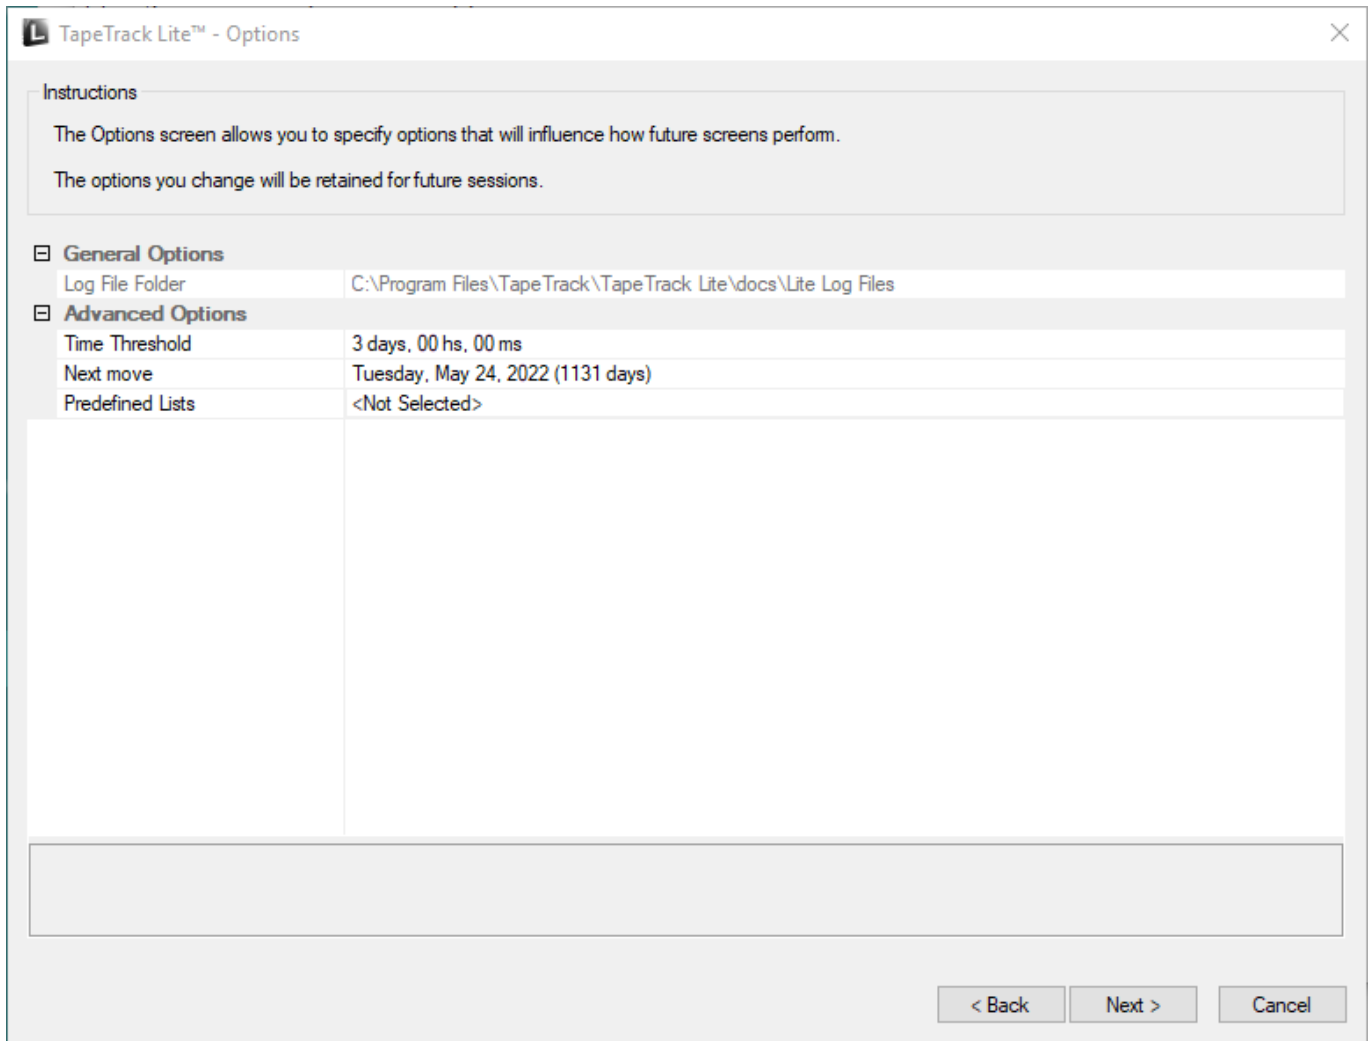 TapeTrack Lite™ - Options
Instructions
The Options screen allows you to specify options that will influence how future screens perform.
The options you change will be retained for future sessions.
General Options
Log File Folder C:\Program Files\TapeTrack\TapeTrack Lite\docs\Lite Log Files
Advanced Options
Time Threshold 3 days, 00 hs, 00 ms
Next move Tuesday, May 24, 2022 (1131 days)
Predefined Lists <Not Selected>
< Back Next > Cancel